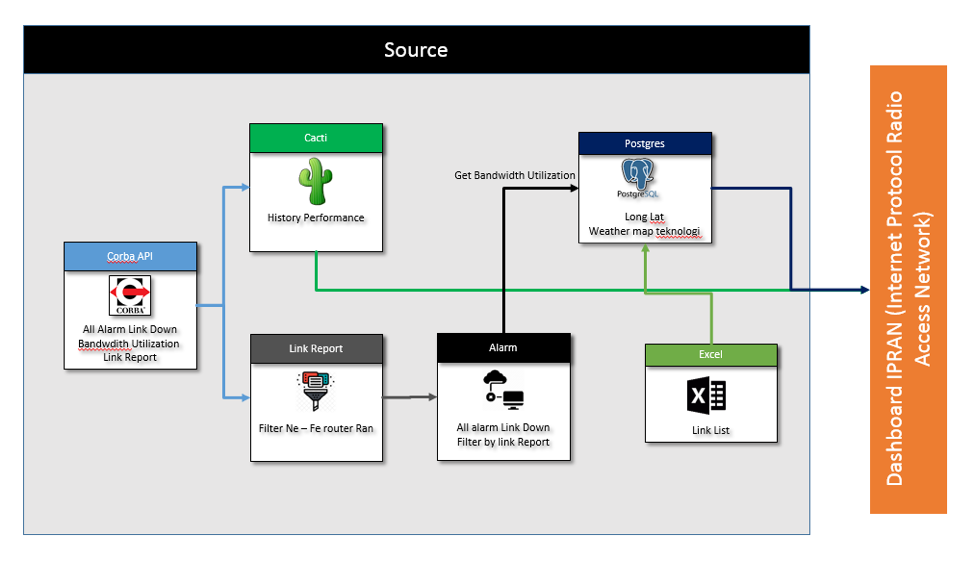 Source
Cacti
History Performance
Postgres
PostgreSQL
Long Lat
Weather map teknologi
Get Bandwidth Utilization
Corba API
CORBA
All Alarm Link Down
Bandwdith Utilization
Link Report
Link Report
Filter Ne – Fe router Ran
Alarm
All alarm Link Down
Filter by link Report
Excel
X
Link List
Dashboard IPRAN (Internet Protocol Radio
Access Network)